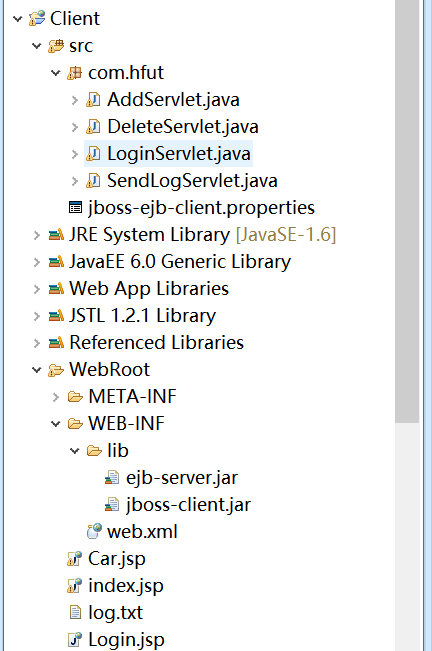 Client
src
com.hfut
AddServlet.java
DeleteServlet.java
LoginServlet.java
SendLogServlet.java
jboss-ejb-client.properties
JRE System Library [JavaSE-1.6]
JavaEE 6.0 Generic Library
Web App Libraries
JSTL 1.2.1 Library
Referenced Libraries
WebRoot
META-INF
WEB-INF
lib
ejb-server.jar
jboss-client.jar
web.xml
Car.jsp
index.jsp
log.txt
Login.jsp